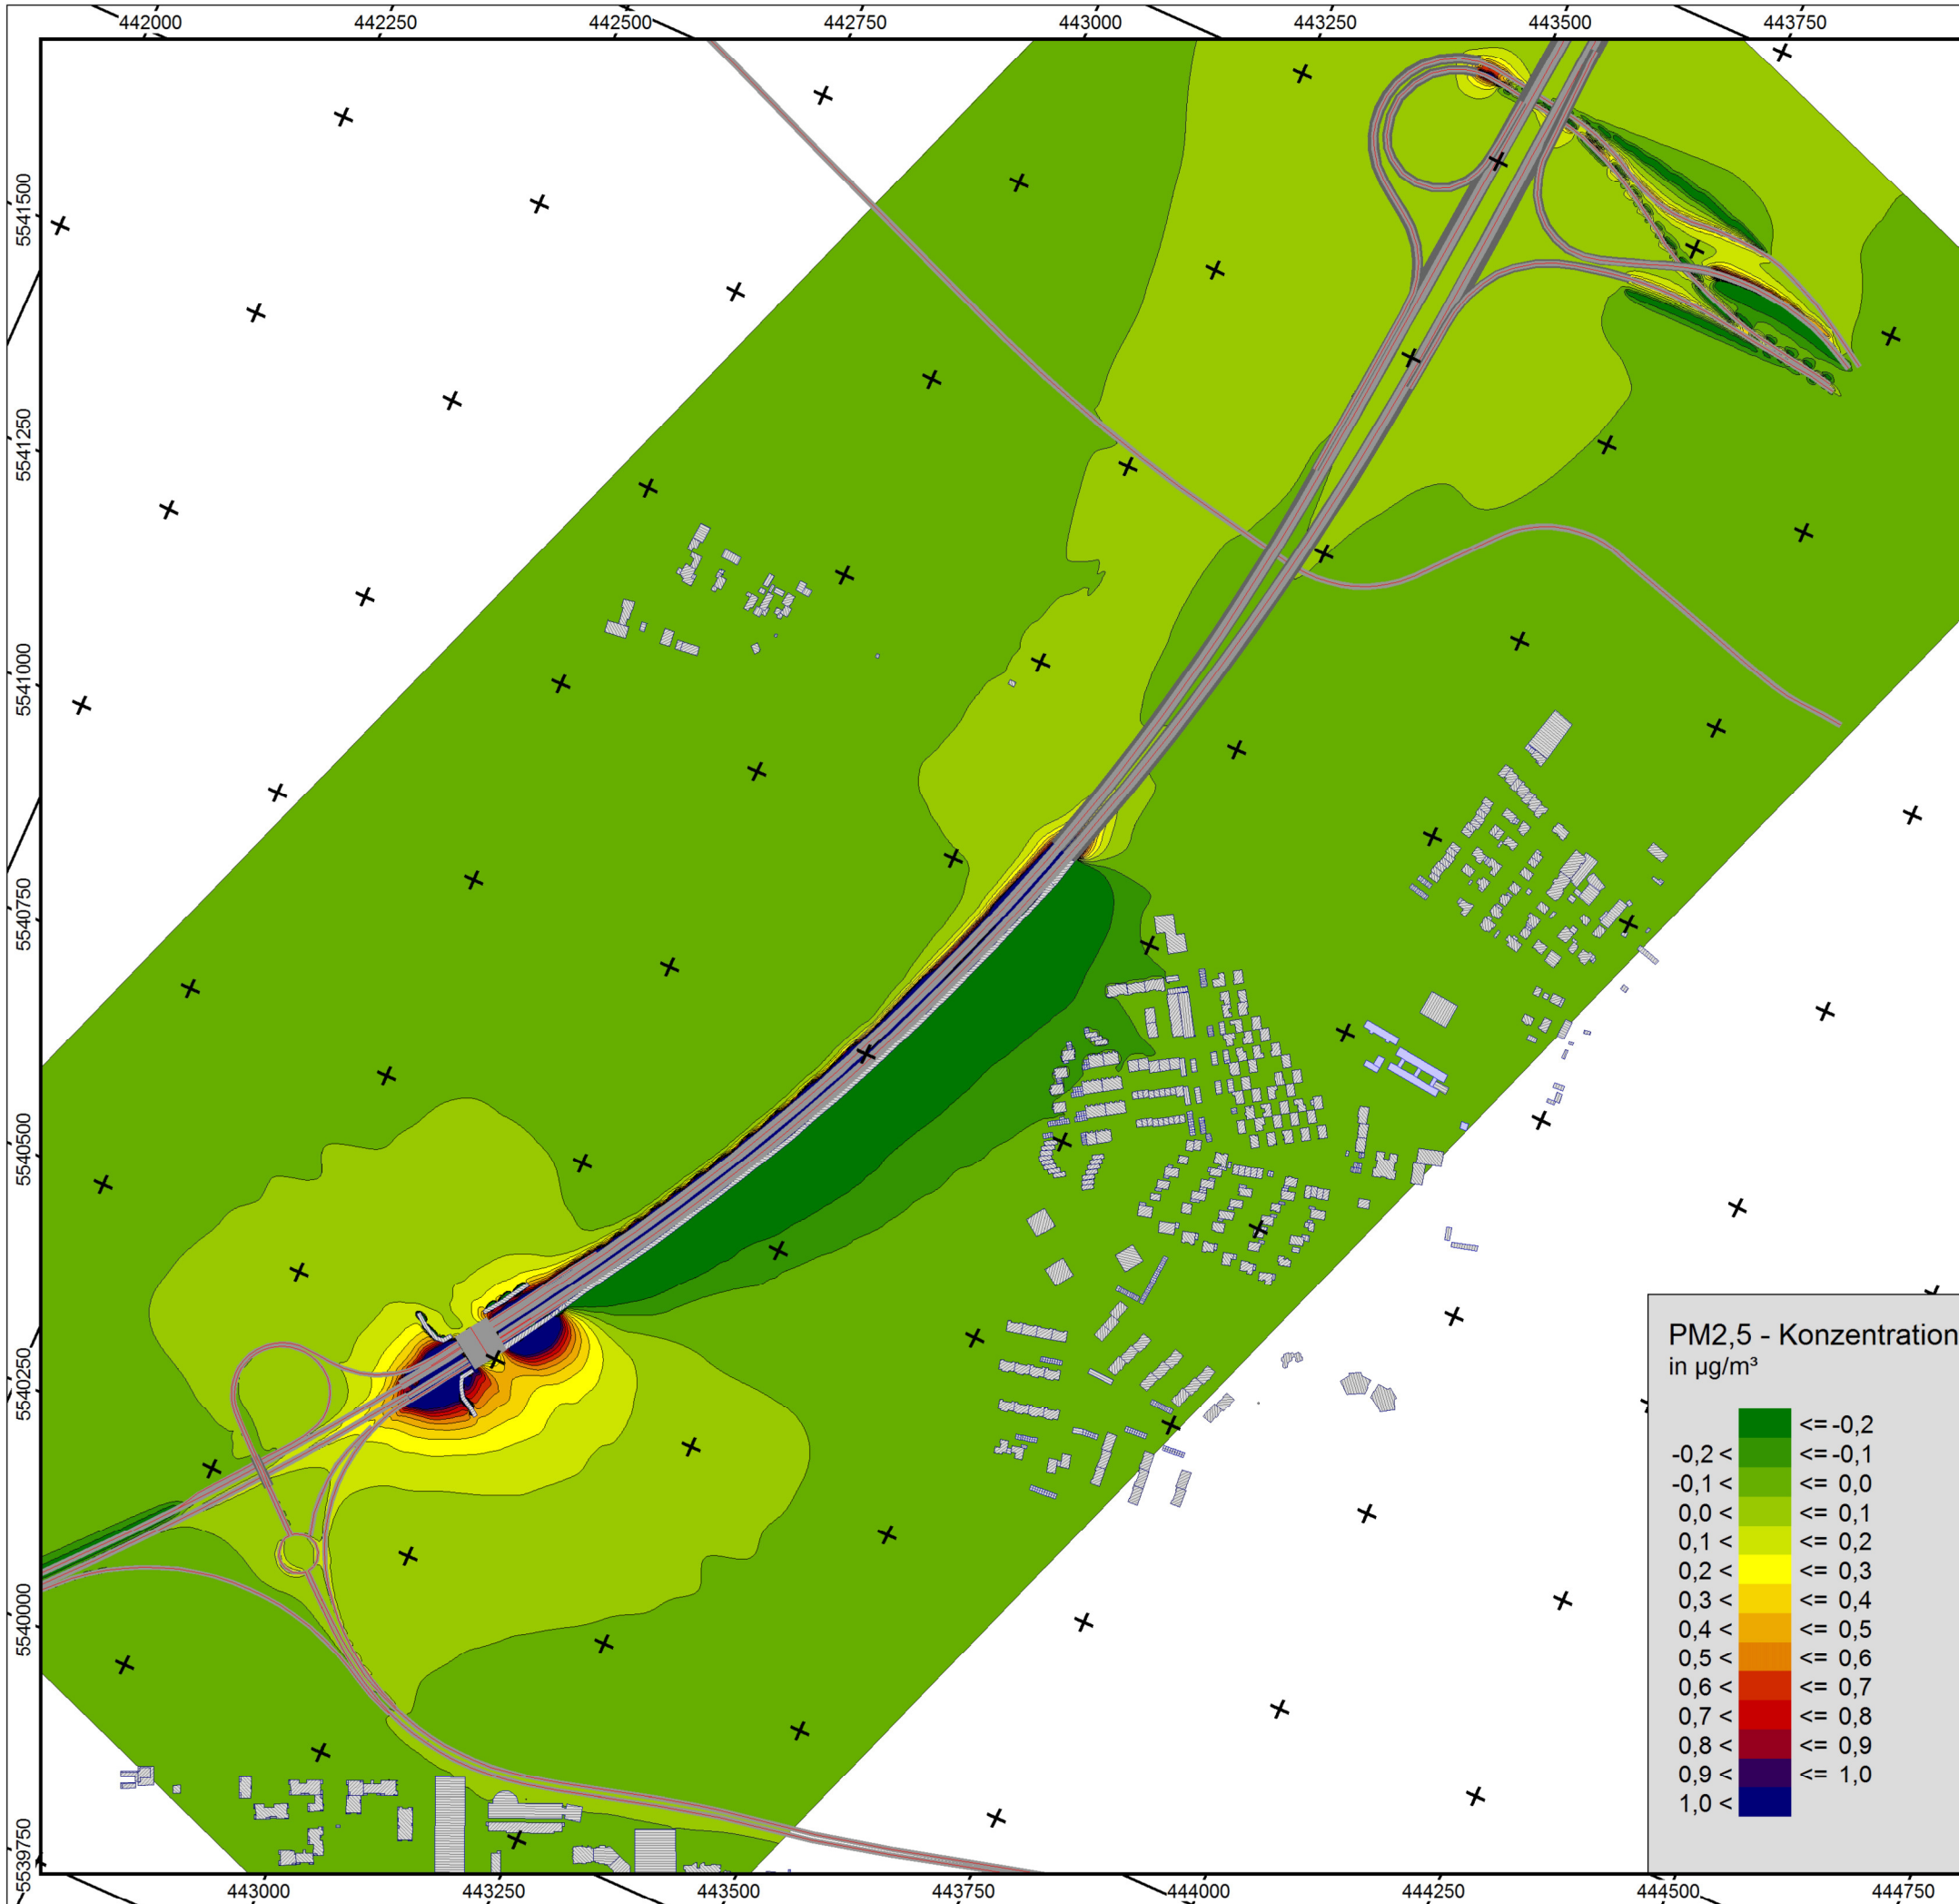 442000 442250 442500 442750 443000 443250 443500 443750
5541500
5541250
5541000
5540750
5540500
5540250
5540000
5539750
PM2,5 - Konzentration
in µg/m³
<= -0,2
-0,2 < <= -0,1
-0,1 < <= 0,0
0,0 < <= 0,1
0,1 < <= 0,2
0,2 < <= 0,3
0,3 < <= 0,4
0,4 < <= 0,5
0,5 < <= 0,6
0,6 < <= 0,7
0,7 < <= 0,8
0,8 < <= 0,9
0,9 < <= 1,0
1,0 <
443000 443250 443500 443750 444000 444250 444500 444750